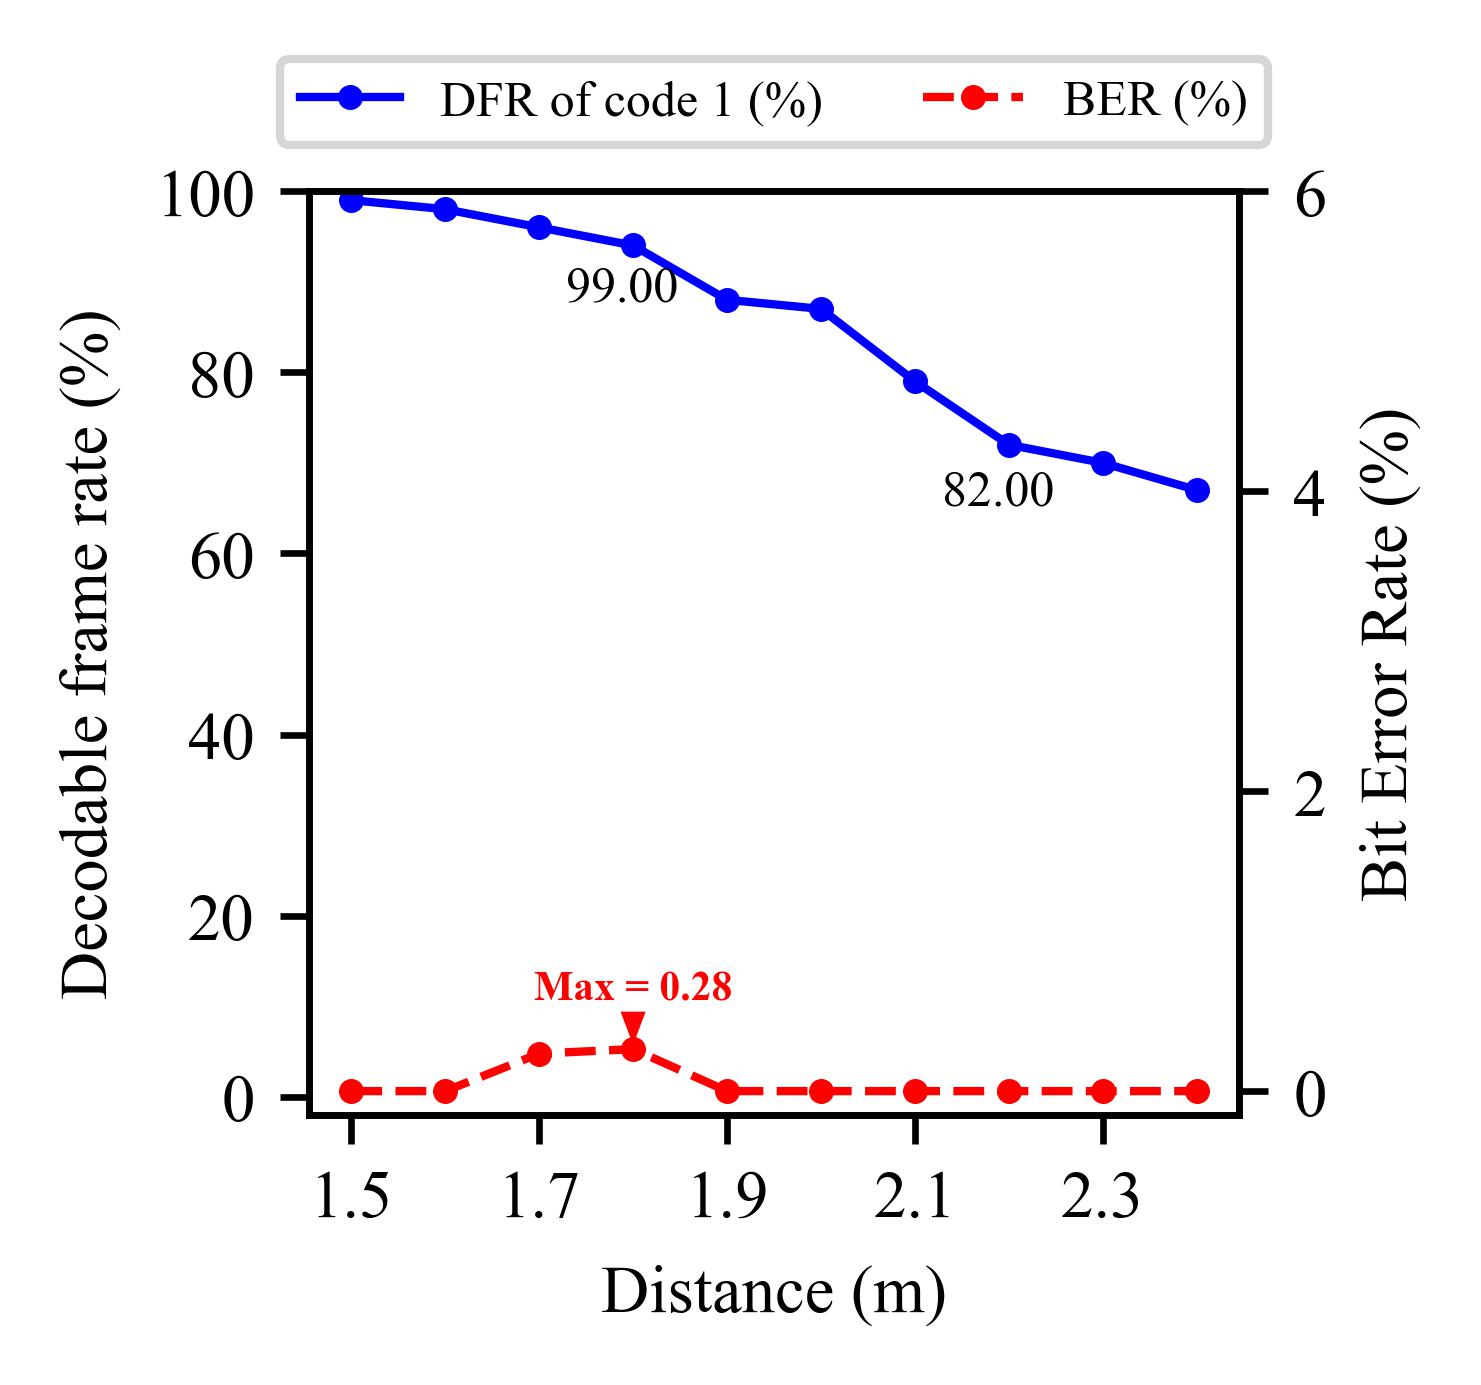 DFR of code 1 (%) BER (%)
100
80
60
40
20
0
Decodable frame rate (%)
99.00
82.00
Max = 0.28
6
4
2
0
Bit Error Rate (%)
1.5 1.7 1.9 2.1 2.3
Distance (m)